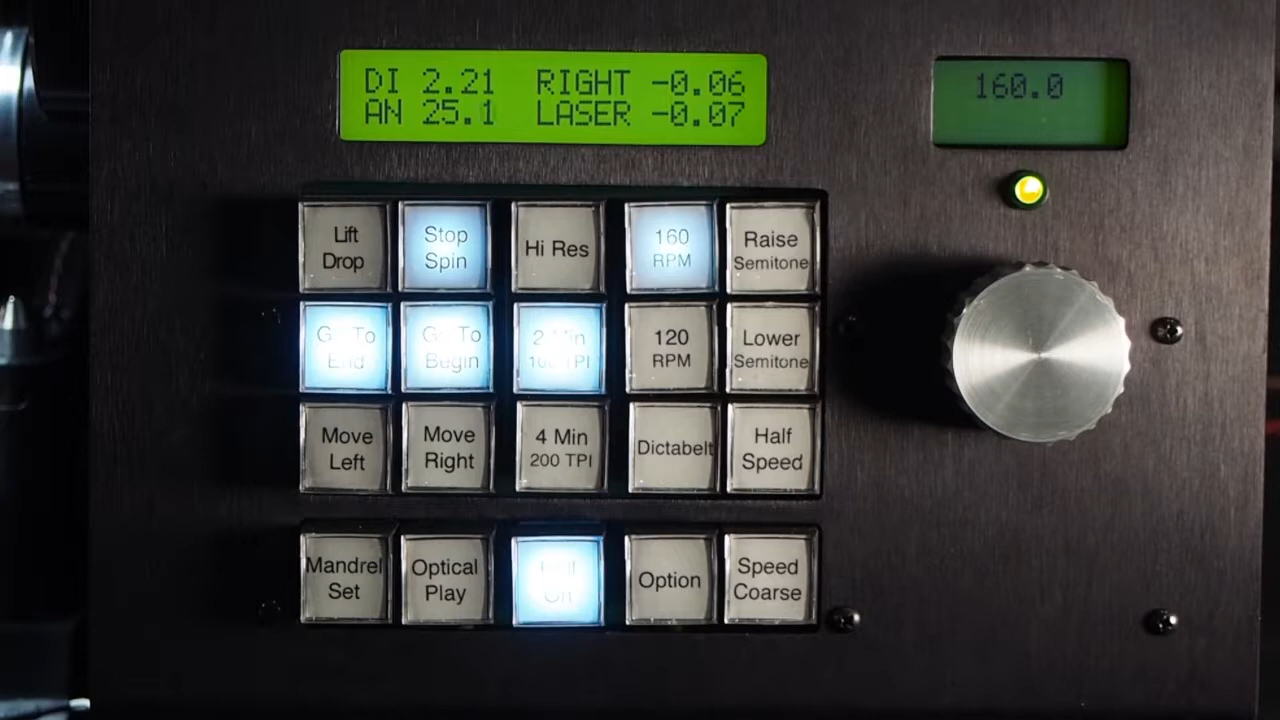 DI 2.21 RIGHT -0.06
AN 25.1 LASER -0.07
160.0
Lift
Drop
Stop
Spin
Hi Res
160
RPM
Raise
Semitone
Go To
End
Go To
Begin
2 Min
160 TPI
120
RPM
Lower
Semitone
Move
Left
Move
Right
4 Min
200 TPI
Dictabelt
Half
Speed
Mandrel
Set
Optical
Play
Off
Option
Speed
Coarse